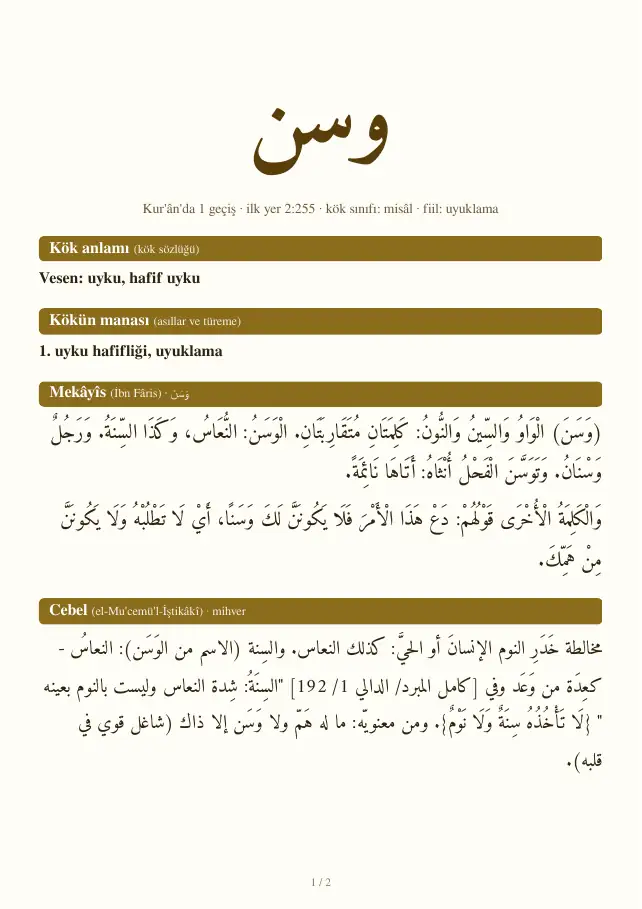 وسن
Kur'ân'da 1 geçiş · ilk yer 2:255 · kök sınıfı: misâl · fiil: uyuklama
Kök anlamı (kök sözlüğü)
Vesen: uyku, hafif uyku
Kökün manası (asıllar ve türeme)
1. uyku hafifliği, uyuklama
Mekâyîs (İbn Fâris) · وَسَنَ
(وَسَنَ) الْوَاوُ وَالسِّينُ وَالنُّونُ: كَلِمَتَانِ مُتَقَارِبَتَانِ. الْوَسَنُ: النُّعَاسُ، وَكَذَا السِّنَةُ. وَرَجُلٌ
وَسْنَانُ. وَتَوَسَّنَ الْفَحْلُ أُنْثَاهُ: أَتَاهَا نَائِمَةً.
وَالْكَلِمَةُ الْأُخْرَى قَوْلُهُمْ: دَعْ هَذَا الْأَمْرَ فَلَا يَكُونَنَّ لَكَ وَسَنًا، أَيْ لَا تَطْلُبْهُ وَلَا يَكُونَنَّ
مِنْ هَمِّكَ.
Cebel (el-Mu'cemü'l-İştikâkî) · mihver
مخالطة خَدَرِ النوم الإنسانَ أو الحيَّ: كذلك النعاس. والسِنة (الاسم من الوَسَن): النعاسُ -
كعِدَة من وَعَد وفي [كامل المبرد/ الدالي 1/ 192] "السِنَةُ: شِدة النعاس وليست بالنوم بعينه
" {لَا تَأْخُذُهُ سِنَةٌ وَلَا نَوْمٌ}. ومن معنويّه: ما له هَمّ ولا وَسَن إلا ذاك (شاغل قوي في
قلبه).
1 / 2